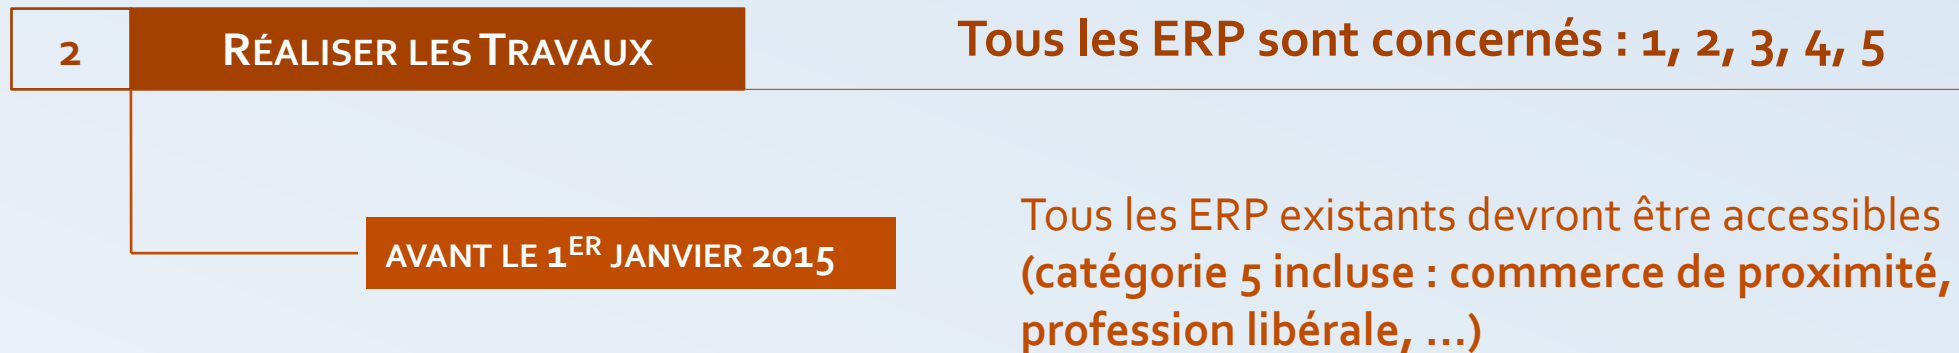 2 RÉALISER LES TRAVAUX Tous les ERP sont concernés : 1, 2, 3, 4, 5
AVANT LE 1ER JANVIER 2015
Tous les ERP existants devront être accessibles
(catégorie 5 incluse : commerce de proximité,
profession libérale, ...)